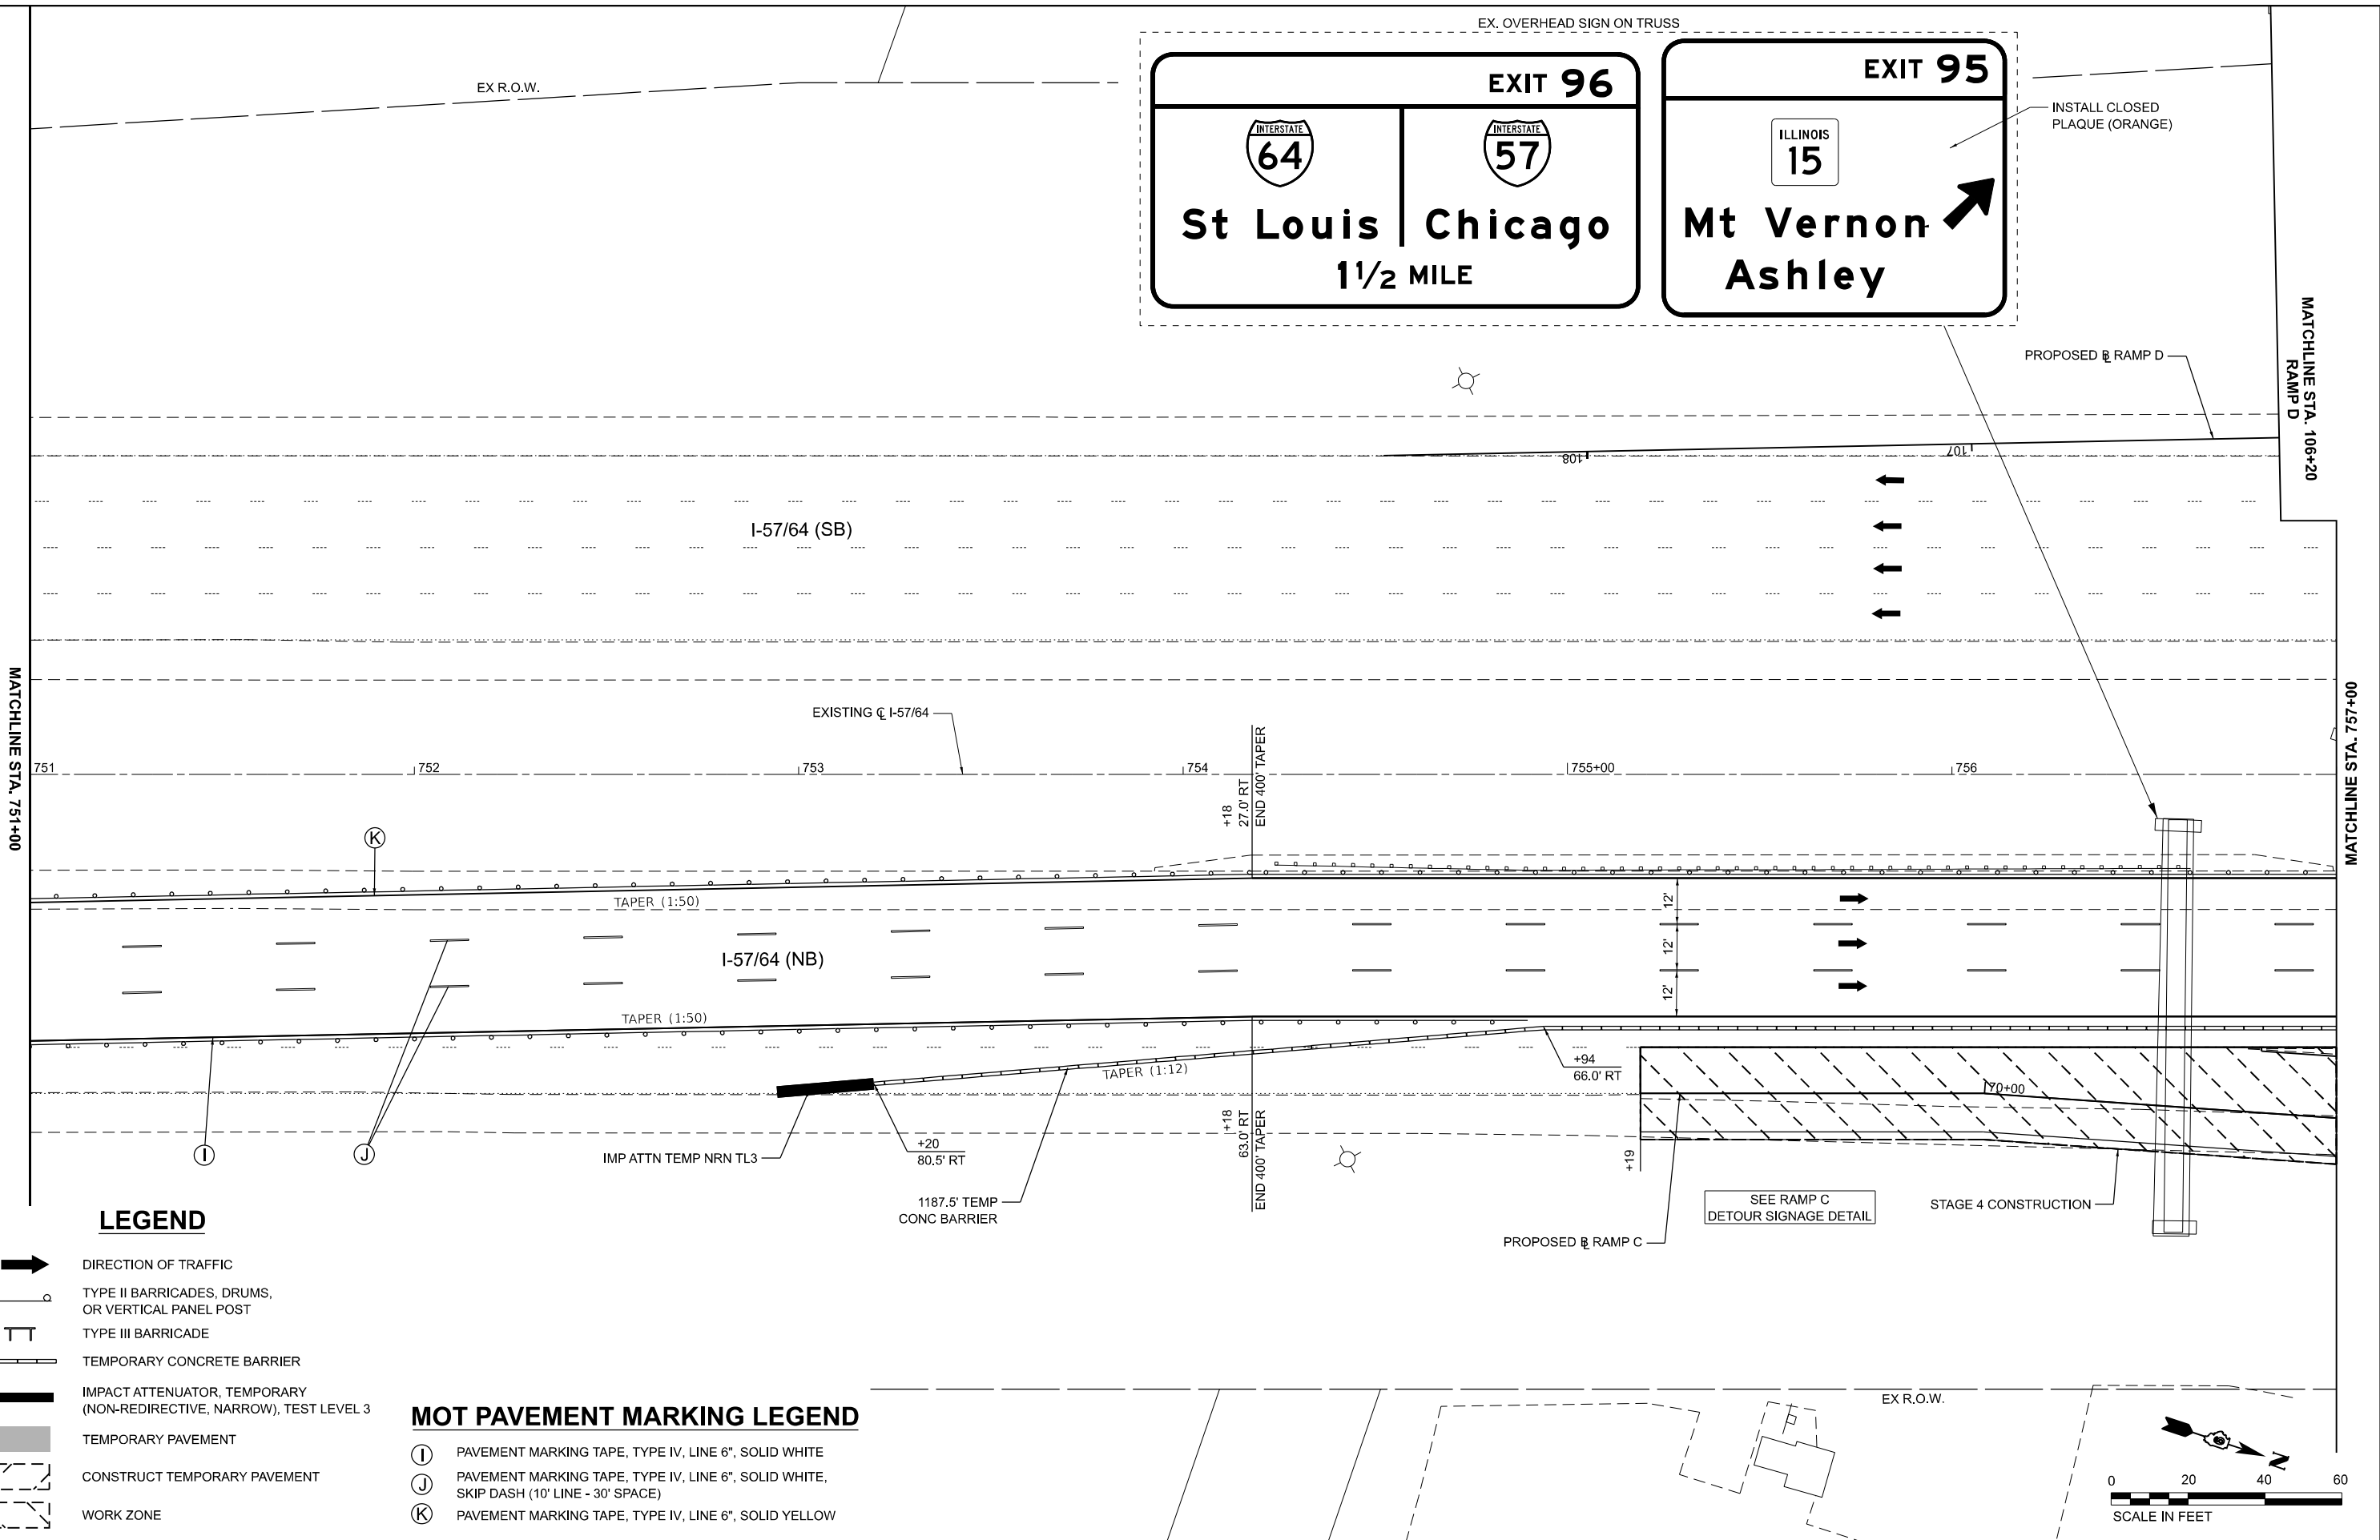 EX. OVERHEAD SIGN ON TRUSS
EX R.O.W.
EXIT 96
INTERSTATE
64
St Louis
INTERSTATE
57
Chicago
1 1/2 MILE
EXIT 95
ILLINOIS
15
Mt Vernon
Ashley
INSTALL CLOSED
PLAQUE (ORANGE)
MATCHLINE STA. 106+20
RAMP D
PROPOSED ℄ RAMP D
108
107
I-57/64 (SB)
MATCHLINE STA. 751+00
MATCHLINE STA. 757+00
EXISTING ℄ I-57/64
751
752
753
754
755+00
756
+18
27.0' RT
END 400' TAPER
K
TAPER (1:50)
12'
12'
12'
I-57/64 (NB)
TAPER (1:50)
TAPER (1:12)
+94
66.0' RT
70+00
I
J
IMP ATTN TEMP NRN TL3
+20
80.5' RT
+18
63.0' RT
END 400' TAPER
+19
1187.5' TEMP
CONC BARRIER
SEE RAMP C
DETOUR SIGNAGE DETAIL
STAGE 4 CONSTRUCTION
PROPOSED ℄ RAMP C
LEGEND
DIRECTION OF TRAFFIC
TYPE II BARRICADES, DRUMS,
OR VERTICAL PANEL POST
TYPE III BARRICADE
TEMPORARY CONCRETE BARRIER
IMPACT ATTENUATOR, TEMPORARY
(NON-REDIRECTIVE, NARROW), TEST LEVEL 3
TEMPORARY PAVEMENT
CONSTRUCT TEMPORARY PAVEMENT
WORK ZONE
MOT PAVEMENT MARKING LEGEND
I PAVEMENT MARKING TAPE, TYPE IV, LINE 6", SOLID WHITE
J PAVEMENT MARKING TAPE, TYPE IV, LINE 6", SOLID WHITE,
SKIP DASH (10' LINE - 30' SPACE)
K PAVEMENT MARKING TAPE, TYPE IV, LINE 6", SOLID YELLOW
EX R.O.W.
N
0 20 40 60
SCALE IN FEET